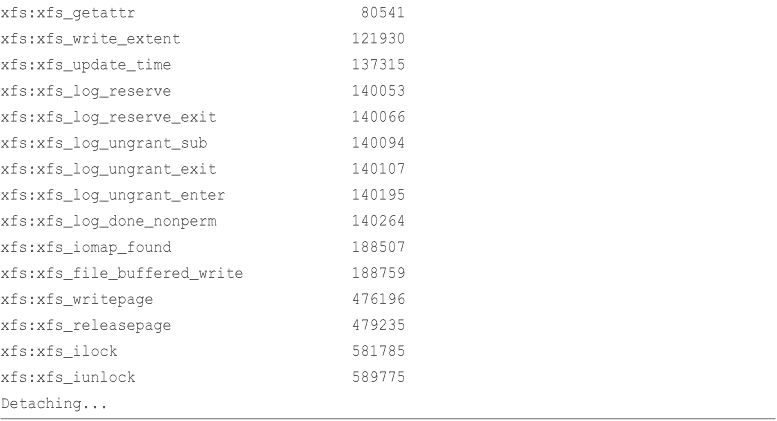 xfs:xfs_getattr 80541
xfs:xfs_write_extent 121930
xfs:xfs_update_time 137315
xfs:xfs_log_reserve 140053
xfs:xfs_log_reserve_exit 140066
xfs:xfs_log_ungrant_sub 140094
xfs:xfs_log_ungrant_exit 140107
xfs:xfs_log_ungrant_enter 140195
xfs:xfs_log_done_nonperm 140264
xfs:xfs_iomap_found 188507
xfs:xfs_file_buffered_write 188759
xfs:xfs_writepage 476196
xfs:xfs_releasepage 479235
xfs:xfs_ilock 581785
xfs:xfs_iunlock 589775
Detaching...